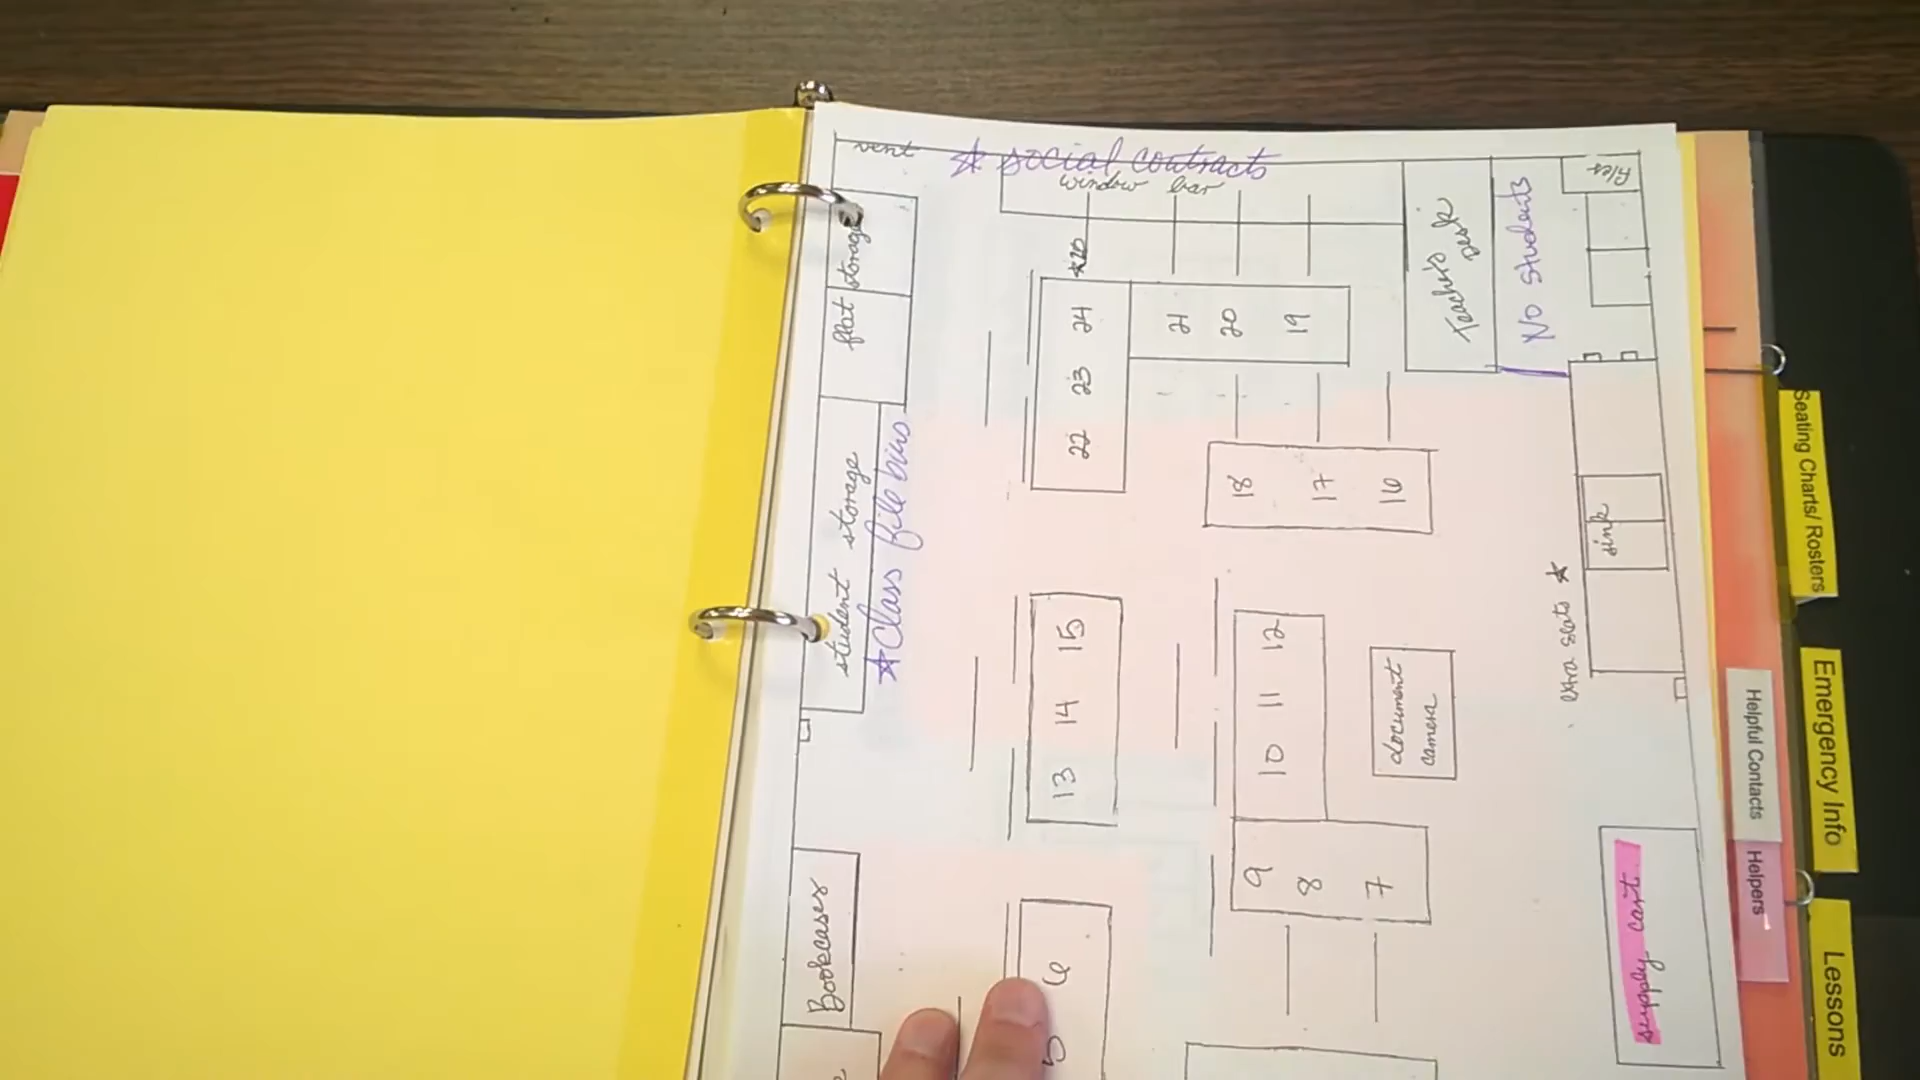 vent
★ social contracts
window bar
flat storage
Teacher's Desk
No Students
files
★20
24
23
22
21
20
19
student storage
★ Class file bins
18
17
16
sink
extra seats ★
15
14
13
12
11
10
document camera
9
8
7
Bookcases
6
5
supply cart
Seating Charts/ Rosters
Emergency Info
Helpful Contacts
Helpers
Lessons